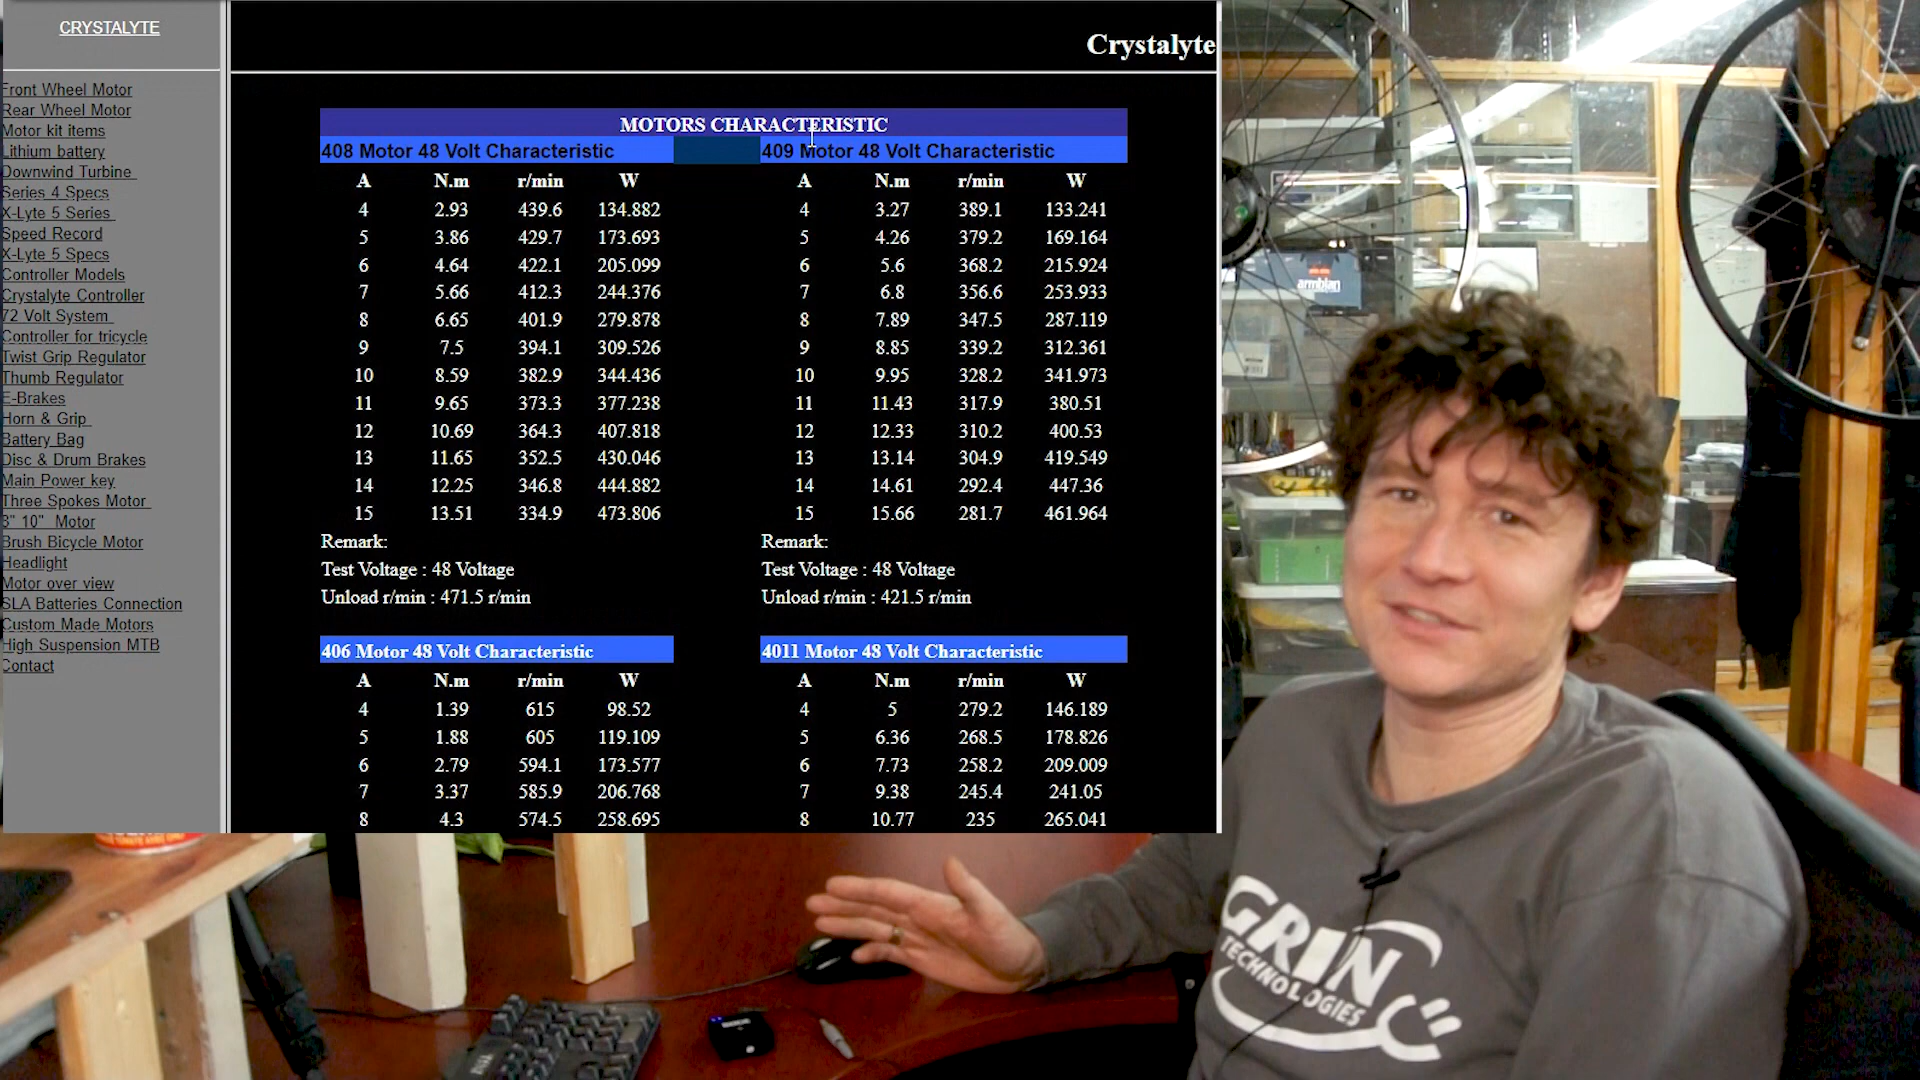 CRYSTALYTE
Front Wheel Motor
Rear Wheel Motor
Motor kit items
Lithium battery
Downwind Turbine
Series 4 Specs
X-Lyte 5 Series
Speed Record
X-Lyte 5 Specs
Controller Models
Crystalyte Controller
72 Volt System
Controller for tricycle
Twist Grip Regulator
Thumb Regulator
E-Brakes
Horn & Grip
Battery Bag
Disc & Drum Brakes
Main Power key
Three Spokes Motor
3" 10" Motor
Brush Bicycle Motor
Headlight
Motor over view
SLA Batteries Connection
Custom Made Motors
High Suspension MTB
Contact
Crystalyte
MOTORS CHARACTERISTIC
408 Motor 48 Volt Characteristic 409 Motor 48 Volt Characteristic
A N.m r/min W A N.m r/min W
4 2.93 439.6 134.882 4 3.27 389.1 133.241
5 3.86 429.7 173.693 5 4.26 379.2 169.164
6 4.64 422.1 205.099 6 5.6 368.2 215.924
7 5.66 412.3 244.376 7 6.8 356.6 253.933
8 6.65 401.9 279.878 8 7.89 347.5 287.119
9 7.5 394.1 309.526 9 8.85 339.2 312.361
10 8.59 382.9 344.436 10 9.95 328.2 341.973
11 9.65 373.3 377.238 11 11.43 317.9 380.51
12 10.69 364.3 407.818 12 12.33 310.2 400.53
13 11.65 352.5 430.046 13 13.14 304.9 419.549
14 12.25 346.8 444.882 14 14.61 292.4 447.36
15 13.51 334.9 473.806 15 15.66 281.7 461.964
Remark: Remark:
Test Voltage : 48 Voltage Test Voltage : 48 Voltage
Unload r/min : 471.5 r/min Unload r/min : 421.5 r/min
406 Motor 48 Volt Characteristic 4011 Motor 48 Volt Characteristic
A N.m r/min W A N.m r/min W
4 1.39 615 98.52 4 5 279.2 146.189
5 1.88 605 119.109 5 6.36 268.5 178.826
6 2.79 594.1 173.577 6 7.73 258.2 209.009
7 3.37 585.9 206.768 7 9.38 245.4 241.05
8 4.3 574.5 258.695 8 10.77 235 265.041
armbian
GRIN
TECHNOLOGIES